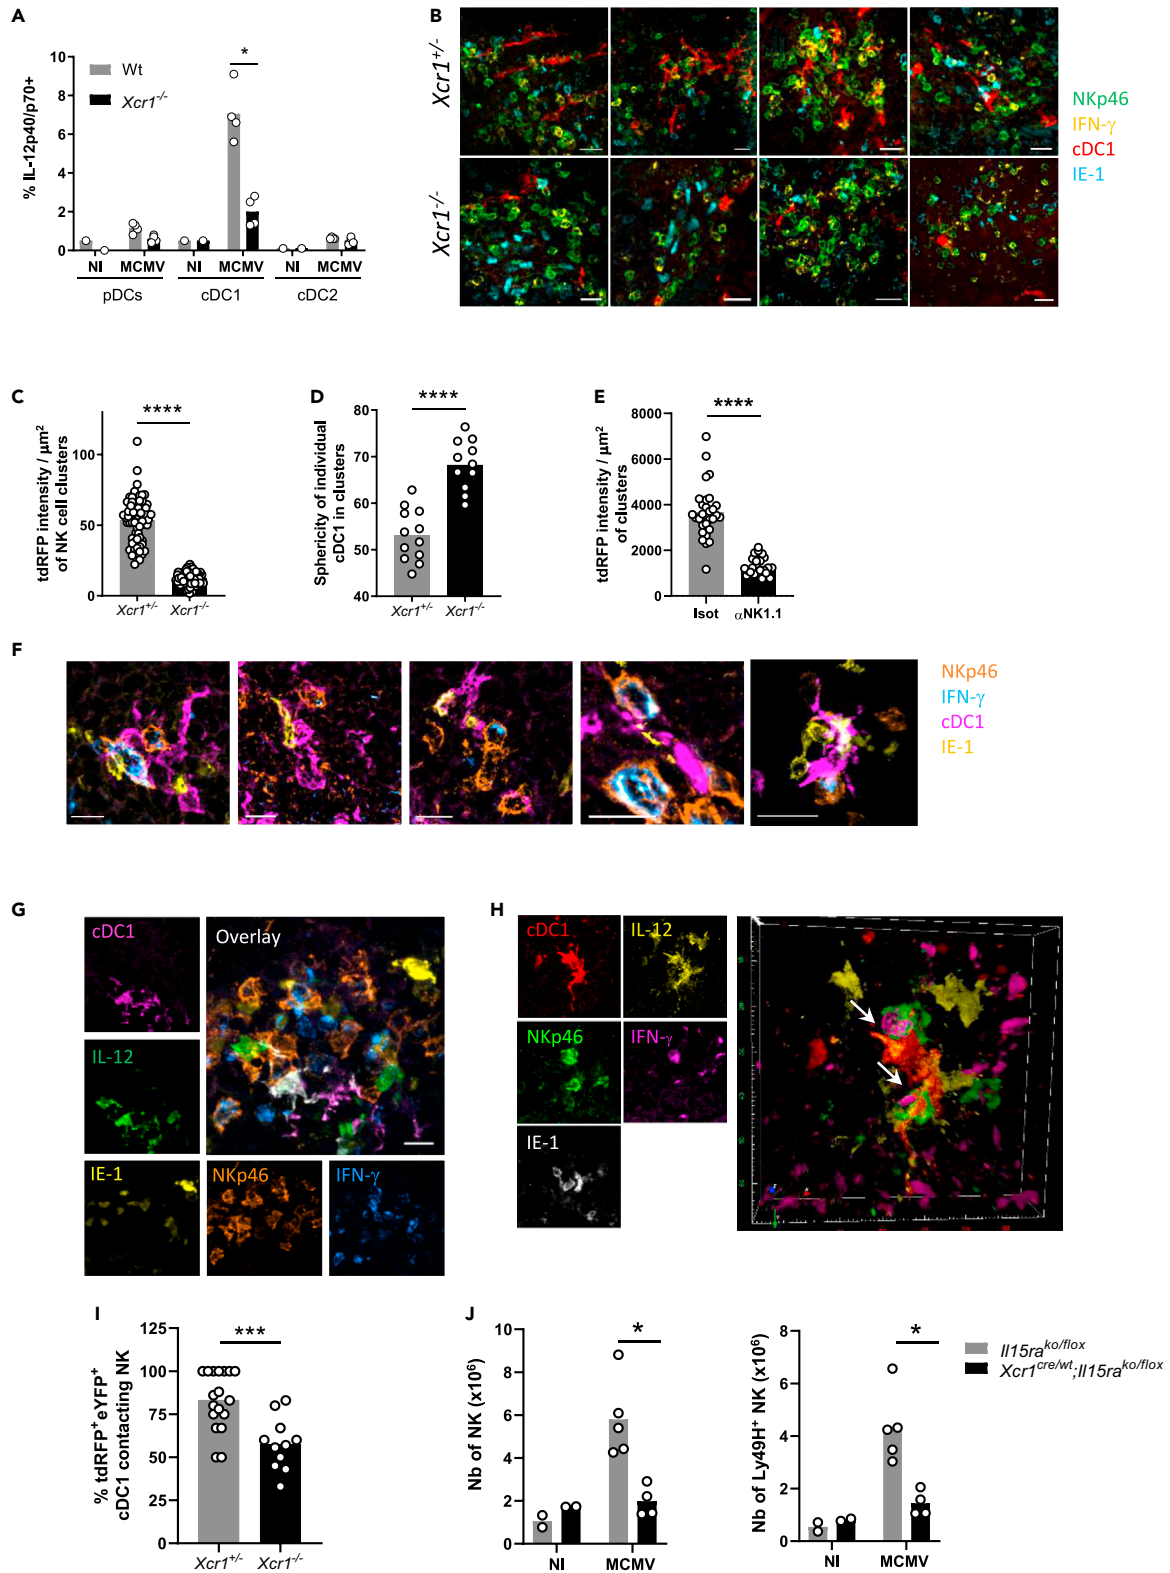 A
% IL-12p40/p70+
10
8
6
4
2
0
Wt
Xcr1-/-
*
NI MCMV NI MCMV NI MCMV
pDCs cDC1 cDC2
B
Xcr1+/-
Xcr1-/-
NKp46
IFN-γ
cDC1
IE-1
C
tdRFP intensity / μm²
of NK cell clusters
100
50
0
****
Xcr1+/- Xcr1-/-
D
Sphericity of individual
cDC1 in clusters
80
70
60
50
40
****
Xcr1+/- Xcr1-/-
E
tdRFP intensity / μm²
of clusters
8000
6000
4000
2000
0
****
Isot αNK1.1
F
NKp46
IFN-γ
cDC1
IE-1
G
cDC1
Overlay
IL-12
IE-1
NKp46
IFN-γ
H
cDC1
IL-12
NKp46
IFN-γ
IE-1
I
% tdRFP+ eYFP+
cDC1 contacting NK
125
100
75
50
25
0
***
Xcr1+/- Xcr1-/-
J
Nb of NK (x10⁶)
10
8
6
4
2
0
*
NI MCMV
Nb of Ly49H+ NK (x10⁶)
8
6
4
2
0
*
NI MCMV
Il15ra ko/flox
Xcr1 cre/wt;Il15ra ko/flox